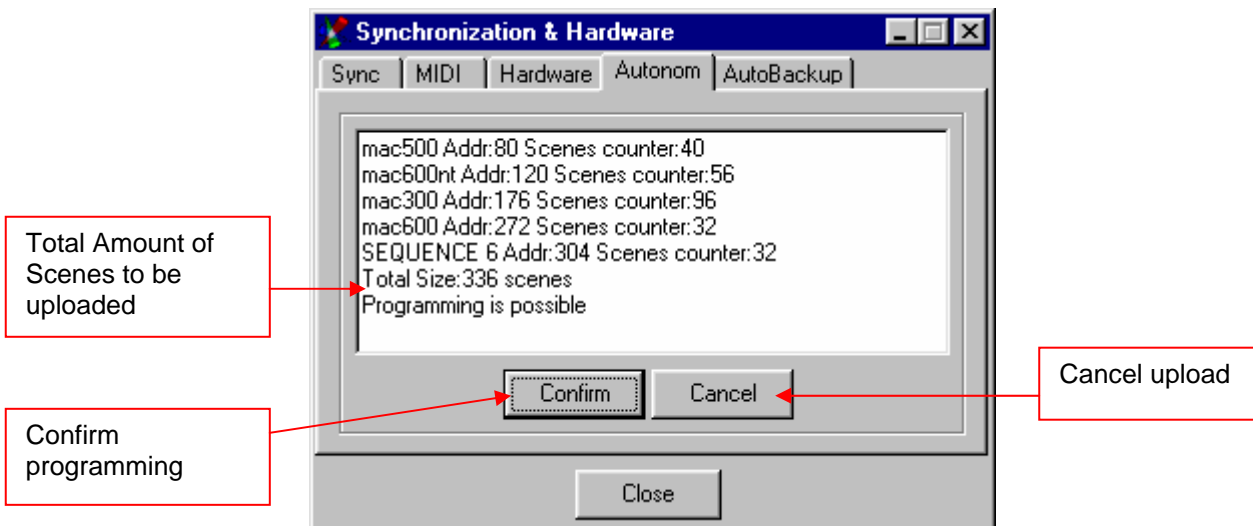 Synchronization & Hardware
Sync MIDI Hardware Autonom AutoBackup
mac500 Addr:80 Scenes counter:40
mac600nt Addr:120 Scenes counter:56
mac300 Addr:176 Scenes counter:96
mac600 Addr:272 Scenes counter:32
SEQUENCE 6 Addr:304 Scenes counter:32
Total Size:336 scenes
Programming is possible
Total Amount of
Scenes to be
uploaded
Confirm Cancel
Cancel upload
Confirm
programming
Close